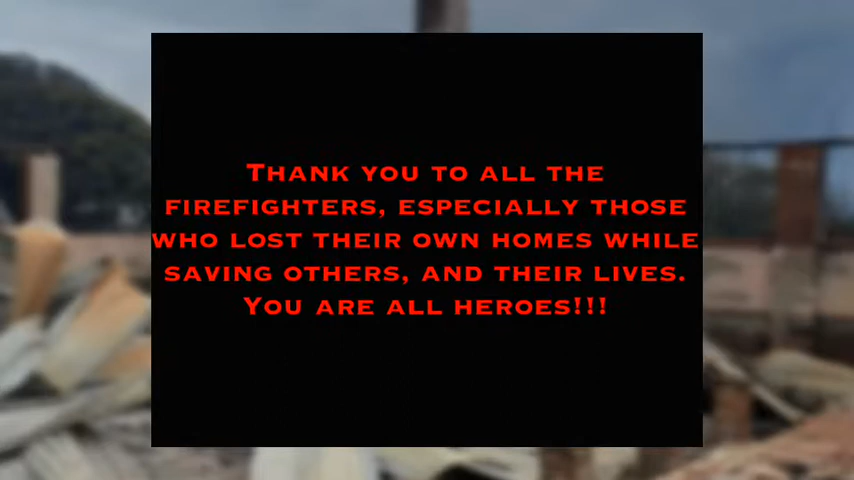 Thank you to all the
firefighters, especially those
who lost their own homes while
saving others, and their lives.
You are all heroes!!!